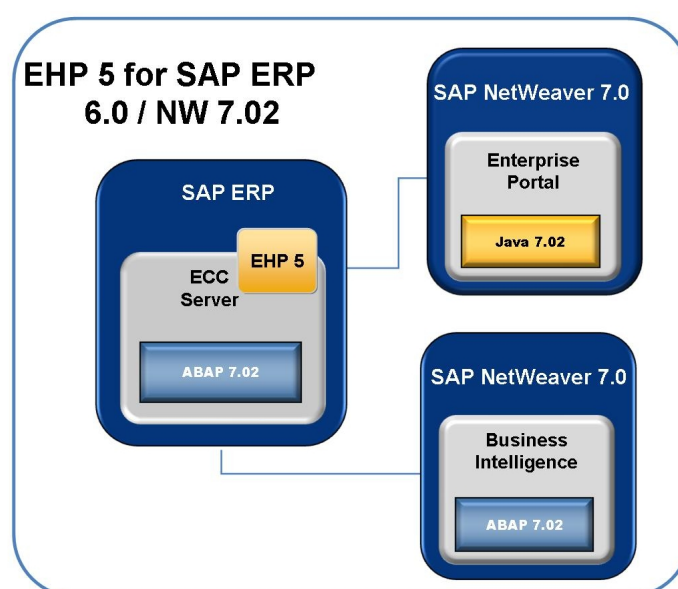 EHP 5 for SAP ERP
6.0 / NW 7.02
SAP ERP
EHP 5
ECC
Server
ABAP 7.02
SAP NetWeaver 7.0
Enterprise
Portal
Java 7.02
SAP NetWeaver 7.0
Business
Intelligence
ABAP 7.02